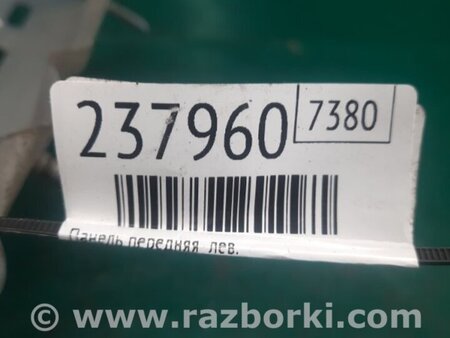 237960 7380
Панель передняя лев.
© www.razborki.com